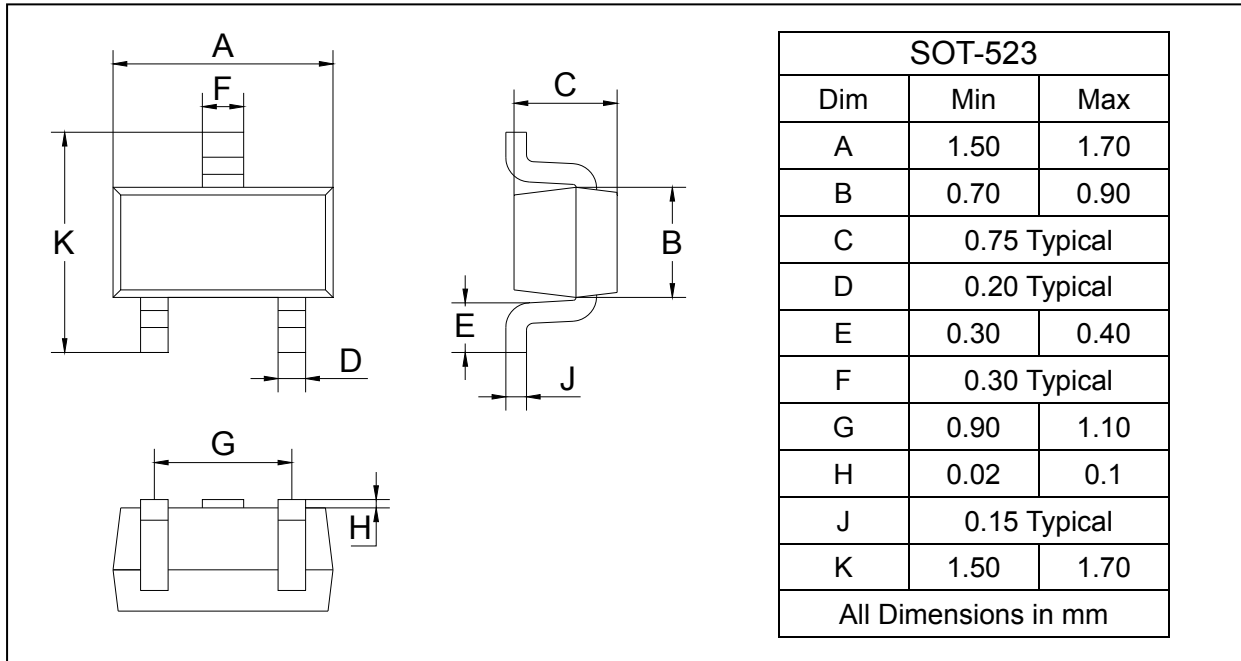 A
F
C
K
B
E
D
J
G
H
SOT-523
Dim Min Max
A 1.50 1.70
B 0.70 0.90
C 0.75 Typical
D 0.20 Typical
E 0.30 0.40
F 0.30 Typical
G 0.90 1.10
H 0.02 0.1
J 0.15 Typical
K 1.50 1.70
All Dimensions in mm